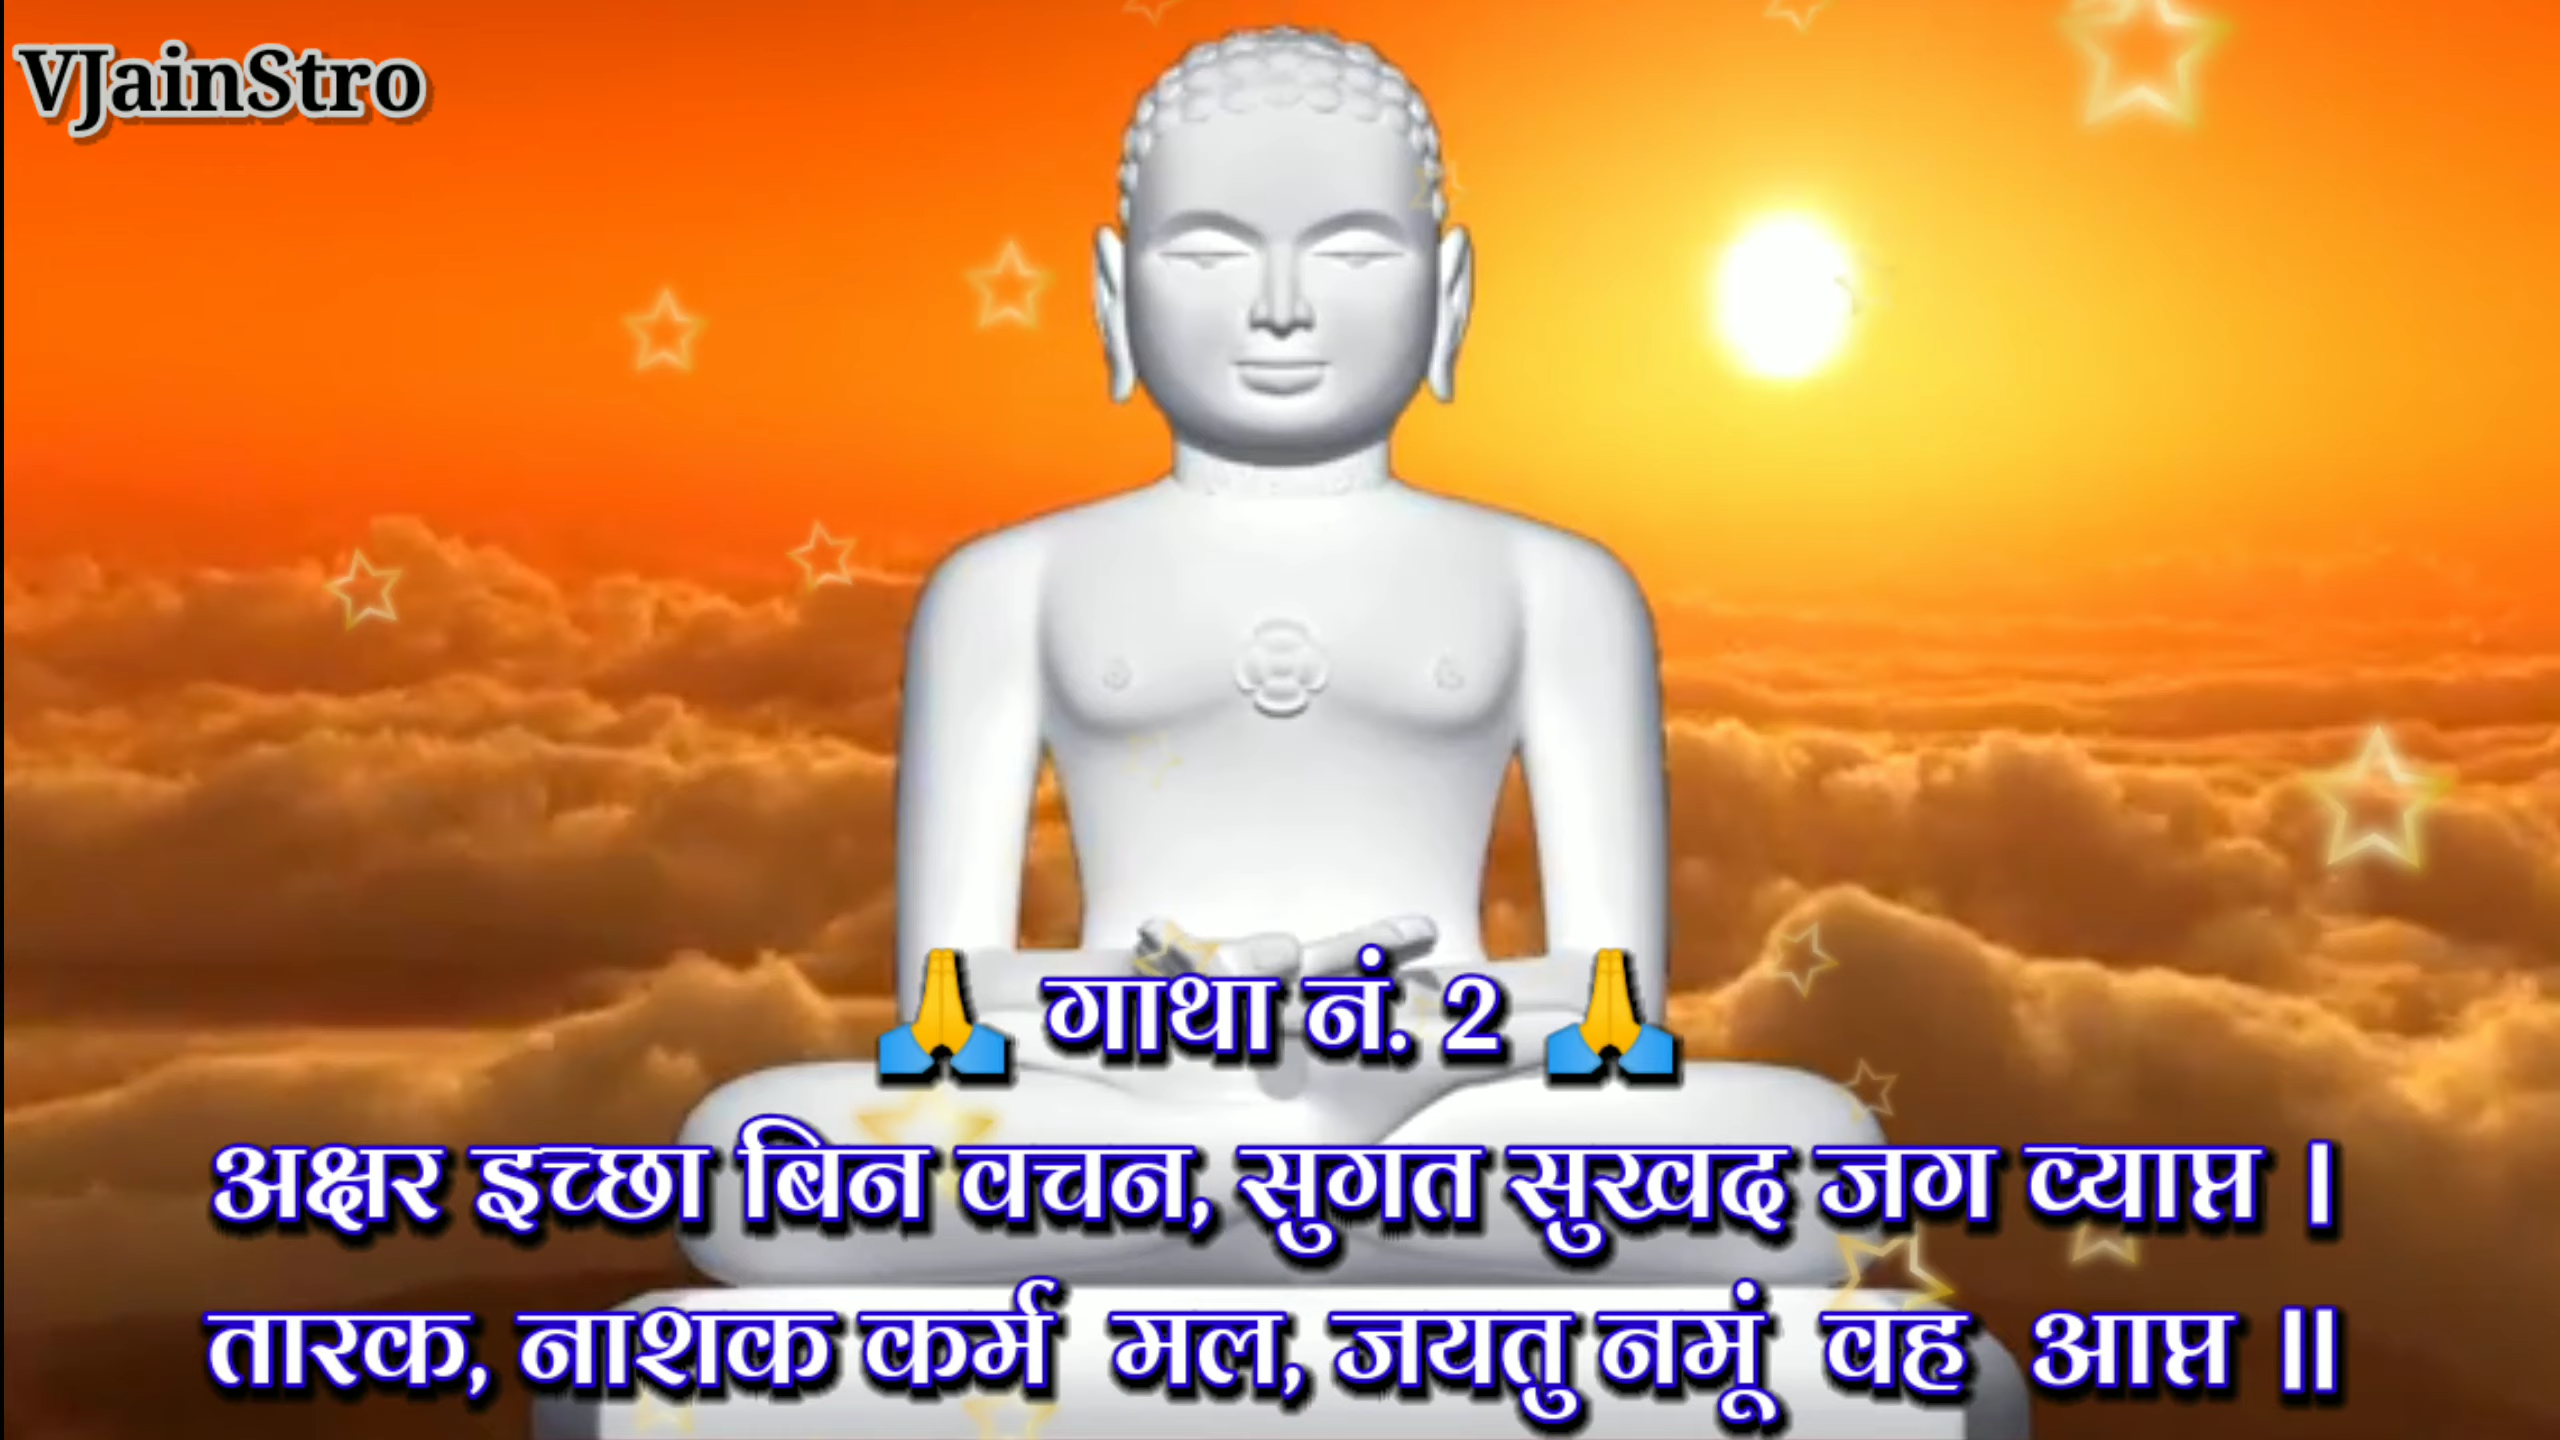 VJainStro
🙏 गाथा नं. 2 🙏
अक्षर इच्छा बिन वचन, सुगत सुखद जग व्याप्त ।
तारक, नाशक कर्म मल, जयतु नमूं वह आप्त ॥